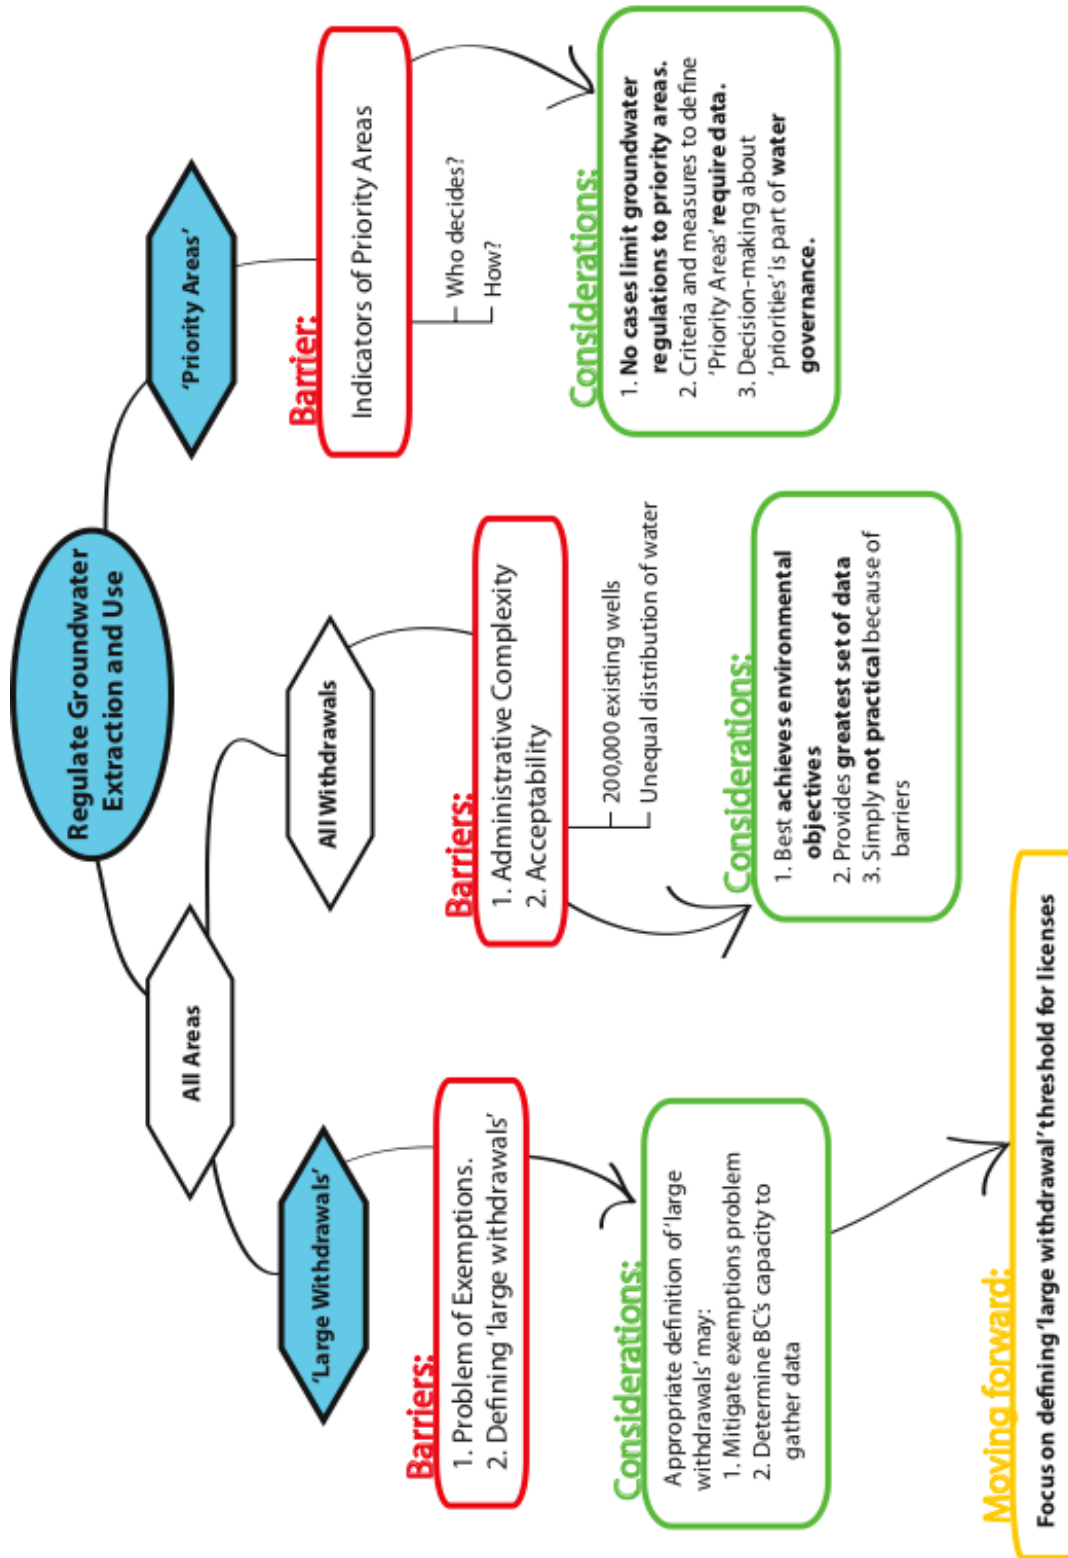 Regulate Groundwater
Extraction and Use
All Areas
'Priority Areas'
'Large Withdrawals'
All Withdrawals
Barriers:
1. Problem of Exemptions.
2. Defining 'large withdrawals'
Considerations:
Appropriate definition of 'large
withdrawals' may:
1. Mitigate exemptions problem
2. Determine BC's capacity to
gather data
Moving forward:
Focus on defining 'large withdrawal' threshold for licenses
Barriers:
1. Administrative Complexity
2. Acceptability
200,000 existing wells
Unequal distribution of water
Considerations:
1. Best achieves environmental
objectives
2. Provides greatest set of data
3. Simply not practical because of
barriers
Barrier:
Indicators of Priority Areas
Who decides?
How?
Considerations:
1. No cases limit groundwater
regulations to priority areas.
2. Criteria and measures to define
'Priority Areas' require data.
3. Decision-making about
'priorities' is part of water
governance.